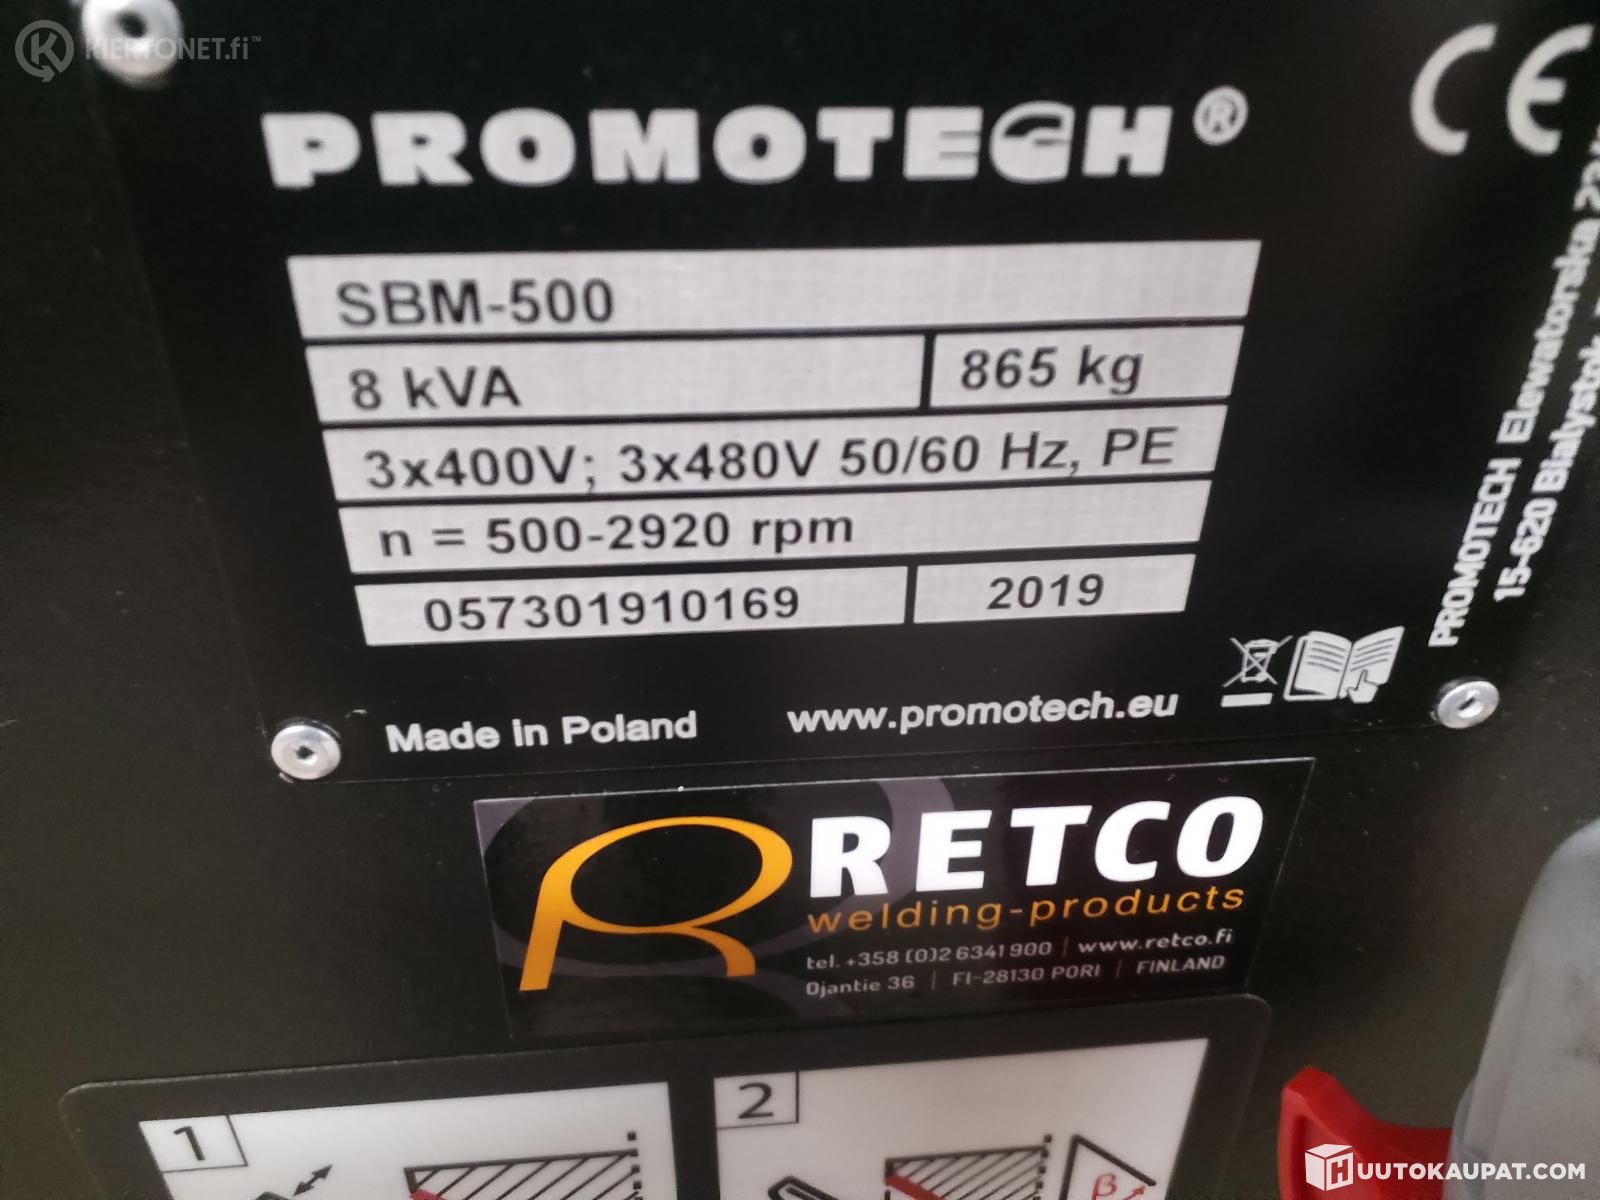 KIERTONET.fi™
CE
PROMOTECH®
SBM-500
8 kVA
865 kg
3x400V; 3x480V 50/60 Hz, PE
n = 500-2920 rpm
057301910169
2019
Made in Poland
www.promotech.eu
PROMOTECH Elewatorska
15-620 Bialystok
RETCO
welding-products
tel. +358 (0)2 6341 900 | www.retco.fi
Ojantie 36 | FI-28130 PORI | FINLAND
1
2
β
HUUTOKAUPAT.COM